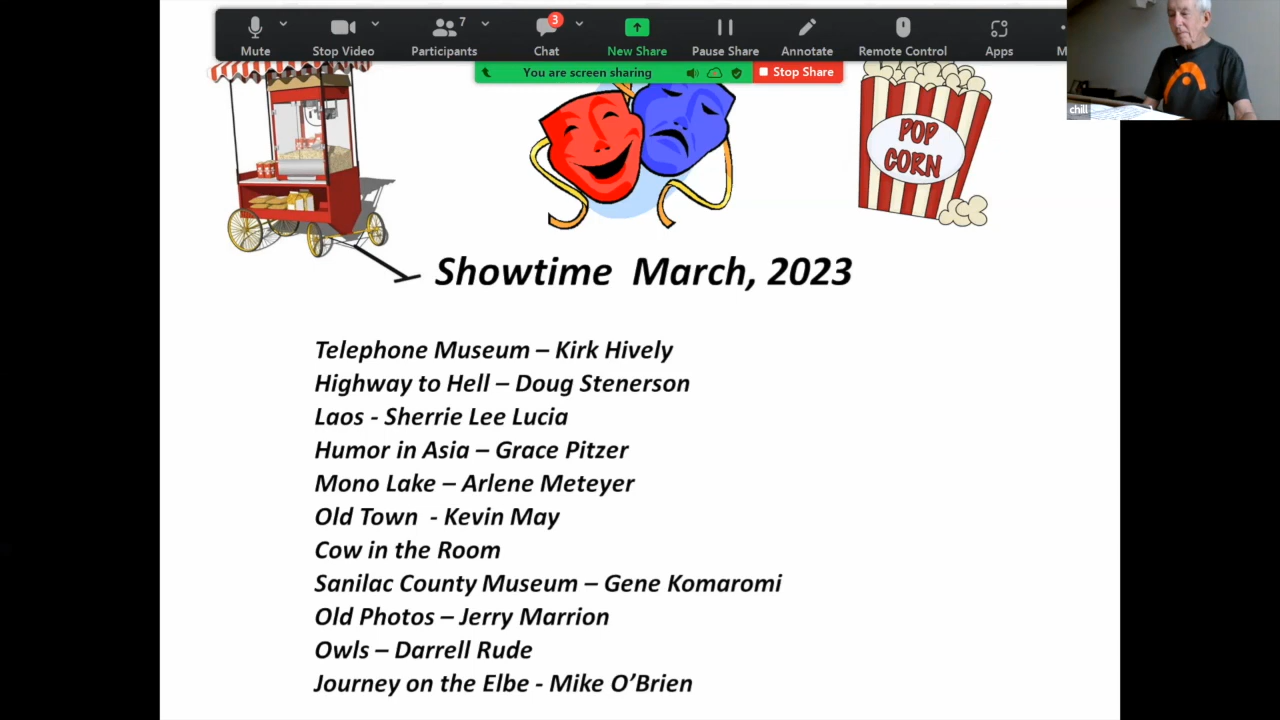 7
3
Mute
Stop Video
Participants
Chat
New Share
Pause Share
Annotate
Remote Control
Apps
M
You are screen sharing
Stop Share
chill
POP
CORN
Showtime March, 2023
Telephone Museum – Kirk Hively
Highway to Hell – Doug Stenerson
Laos - Sherrie Lee Lucia
Humor in Asia – Grace Pitzer
Mono Lake – Arlene Meteyer
Old Town - Kevin May
Cow in the Room
Sanilac County Museum – Gene Komaromi
Old Photos – Jerry Marrion
Owls – Darrell Rude
Journey on the Elbe - Mike O’Brien